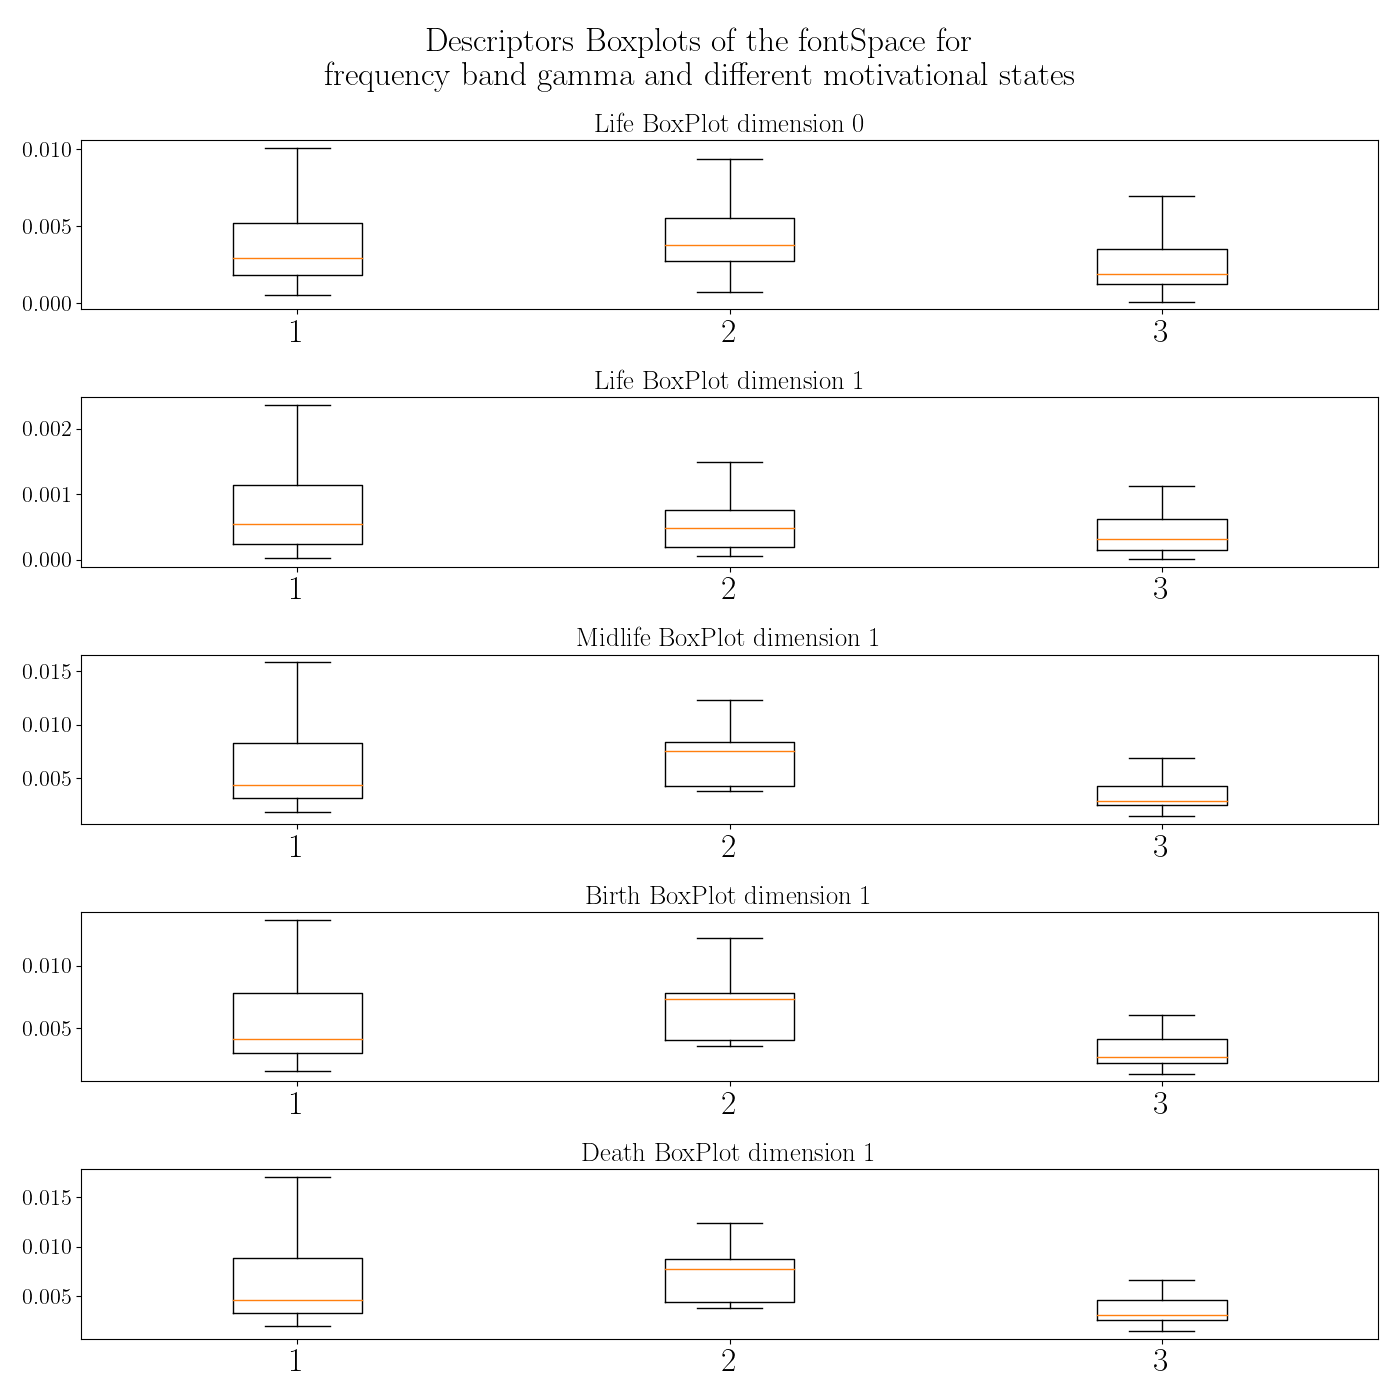 Descriptors Boxplots of the fontSpace for
frequency band gamma and different motivational states
Life BoxPlot dimension 0
0.010
0.005
0.000
1 2 3
Life BoxPlot dimension 1
0.002
0.001
0.000
1 2 3
Midlife BoxPlot dimension 1
0.015
0.010
0.005
1 2 3
Birth BoxPlot dimension 1
0.010
0.005
1 2 3
Death BoxPlot dimension 1
0.015
0.010
0.005
1 2 3